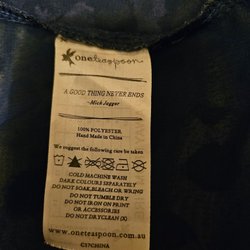 oneteaspoon
A GOOD THING NEVER ENDS
-Mick Jagger
100% POLYESTER.
Hand Made in China
We suggest the following care be taken
COLD MACHINE WASH
DARK COLOURS SEPARATELY
DO NOT SOAK, BLEACH OR WRING
DO NOT TUMBLE DRY
DO NOT IRON ON PRINT
OR ACCESSORIES
DO NOT DRYCLEAN (X)
www.oneteaspoon.com.au